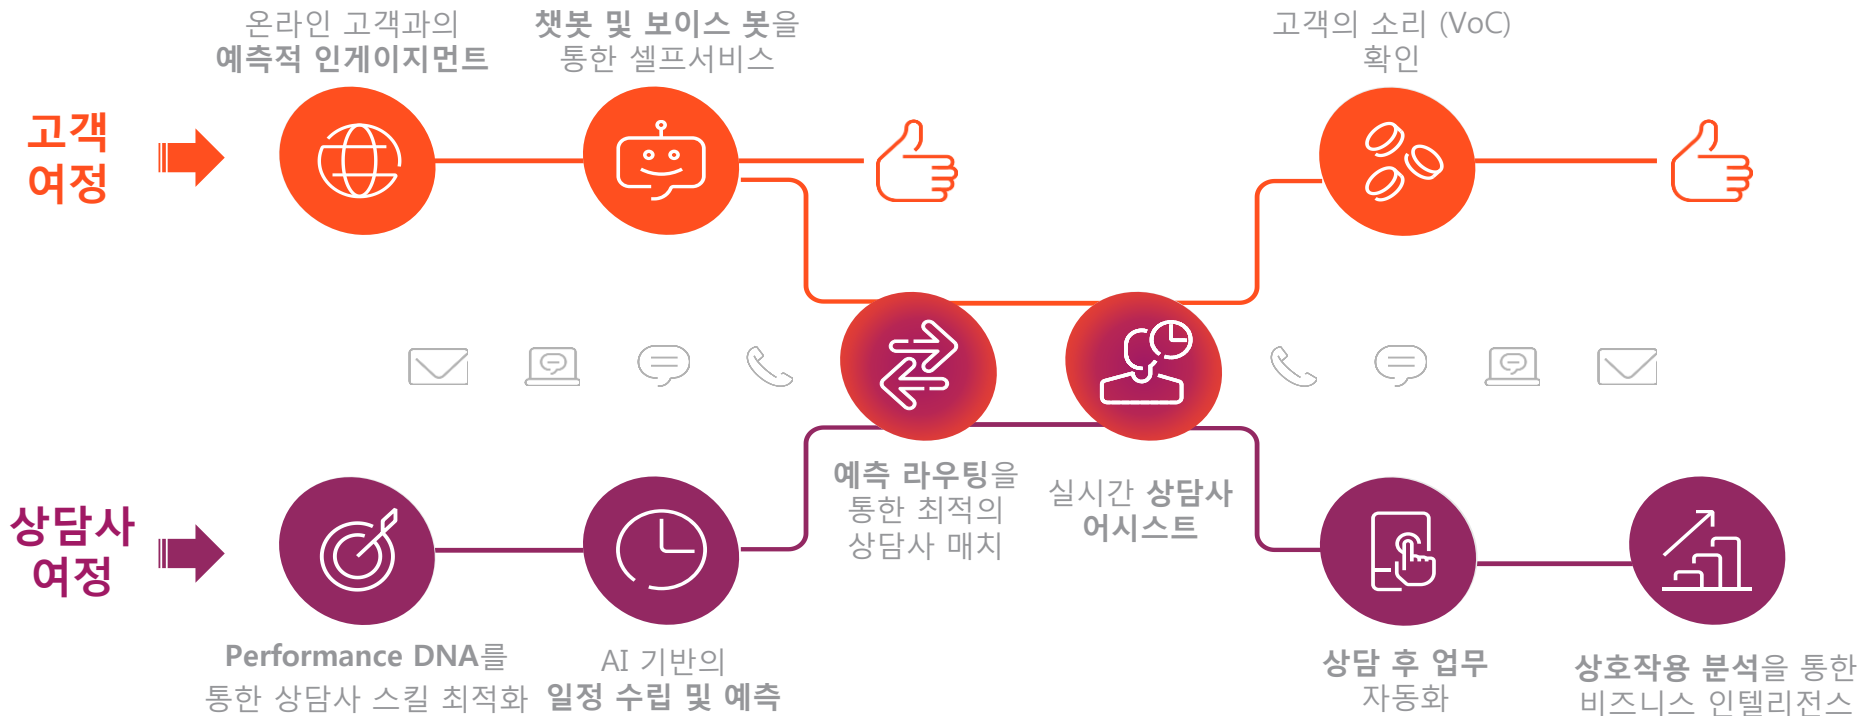 온라인 고객과의
예측적 인게이지먼트
챗봇 및 보이스 봇을
통한 셀프서비스
고객의 소리 (VoC)
확인
고객
여정
예측 라우팅을
통한 최적의
상담사 매치
실시간 상담사
어시스트
상담사
여정
Performance DNA를
통한 상담사 스킬 최적화
AI 기반의
일정 수립 및 예측
상담 후 업무
자동화
상호작용 분석을 통한
비즈니스 인텔리전스